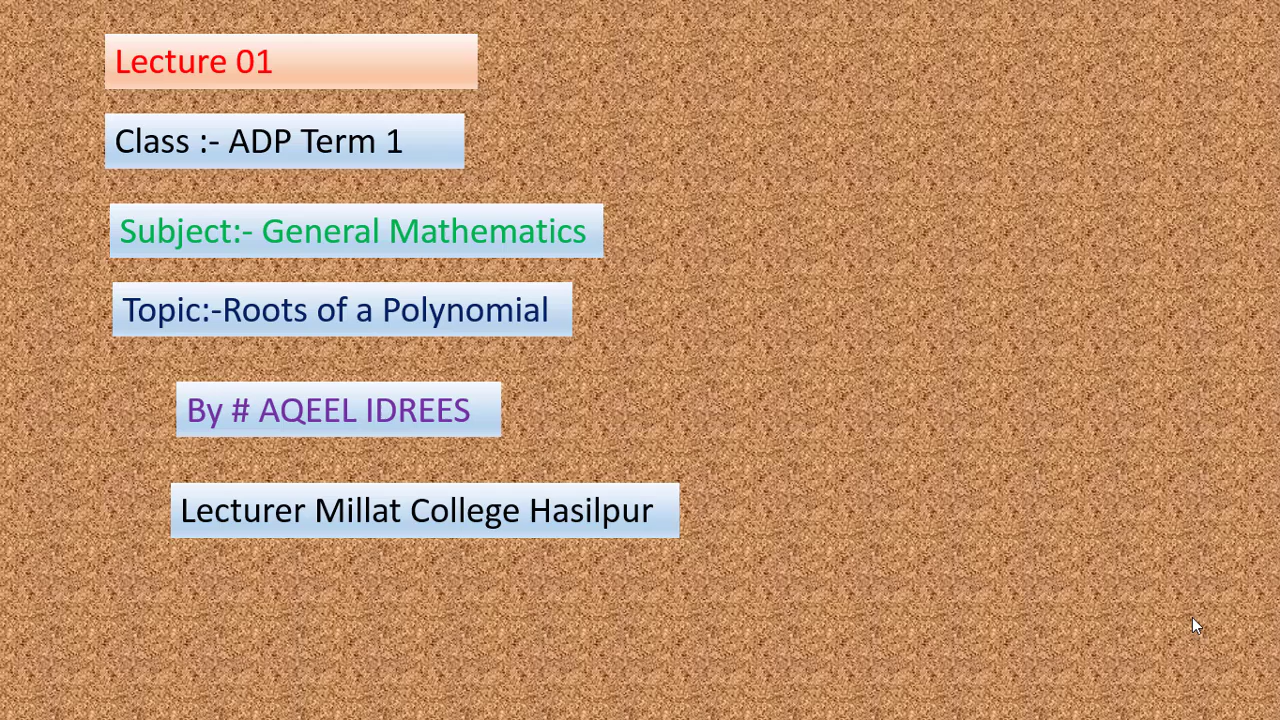 Lecture 01
Class :- ADP Term 1
Subject:- General Mathematics
Topic:-Roots of a Polynomial
By # AQEEL IDREES
Lecturer Millat College Hasilpur